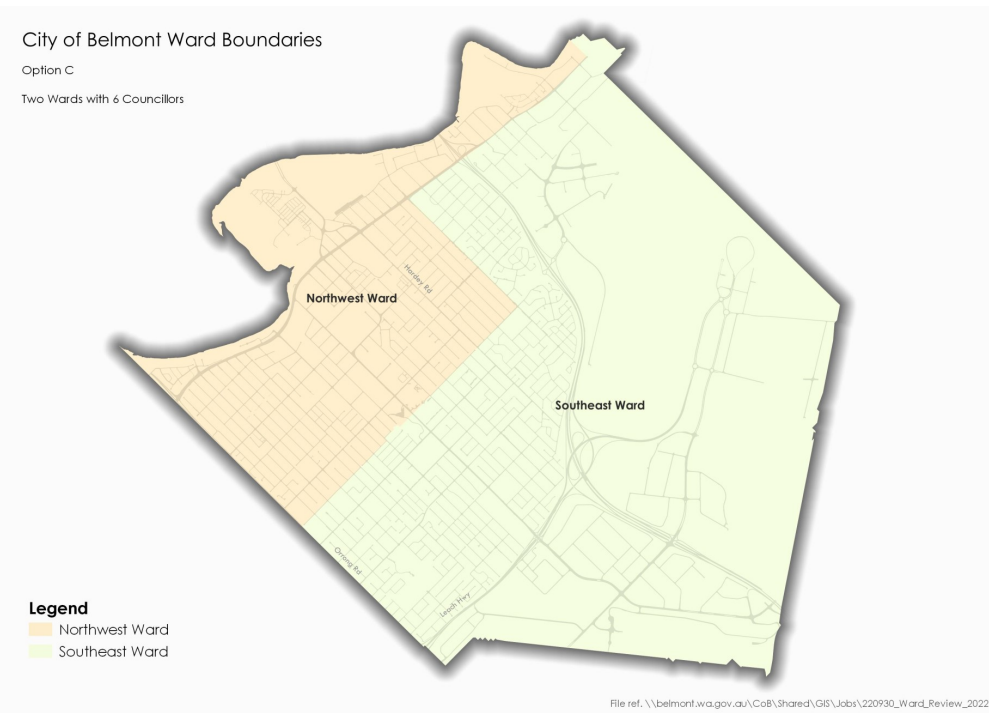 City of Belmont Ward Boundaries
Option C
Two Wards with 6 Councillors
Hardey Rd
Northwest Ward
Southeast Ward
Orrong Rd
Leach Hwy
Legend
Northwest Ward
Southeast Ward
File ref. \\belmont.wa.gov.au\CoB\Shared\GIS\Jobs\220930_Ward_Review_2022